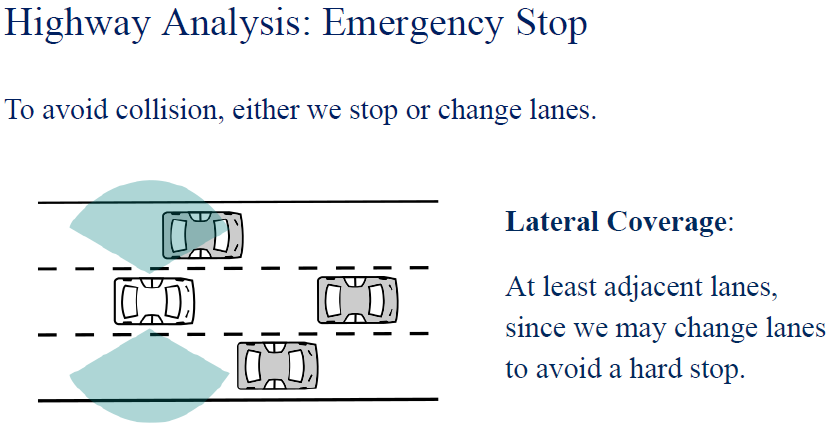 Highway Analysis: Emergency Stop
To avoid collision, either we stop or change lanes.
Lateral Coverage:
At least adjacent lanes,
since we may change lanes
to avoid a hard stop.